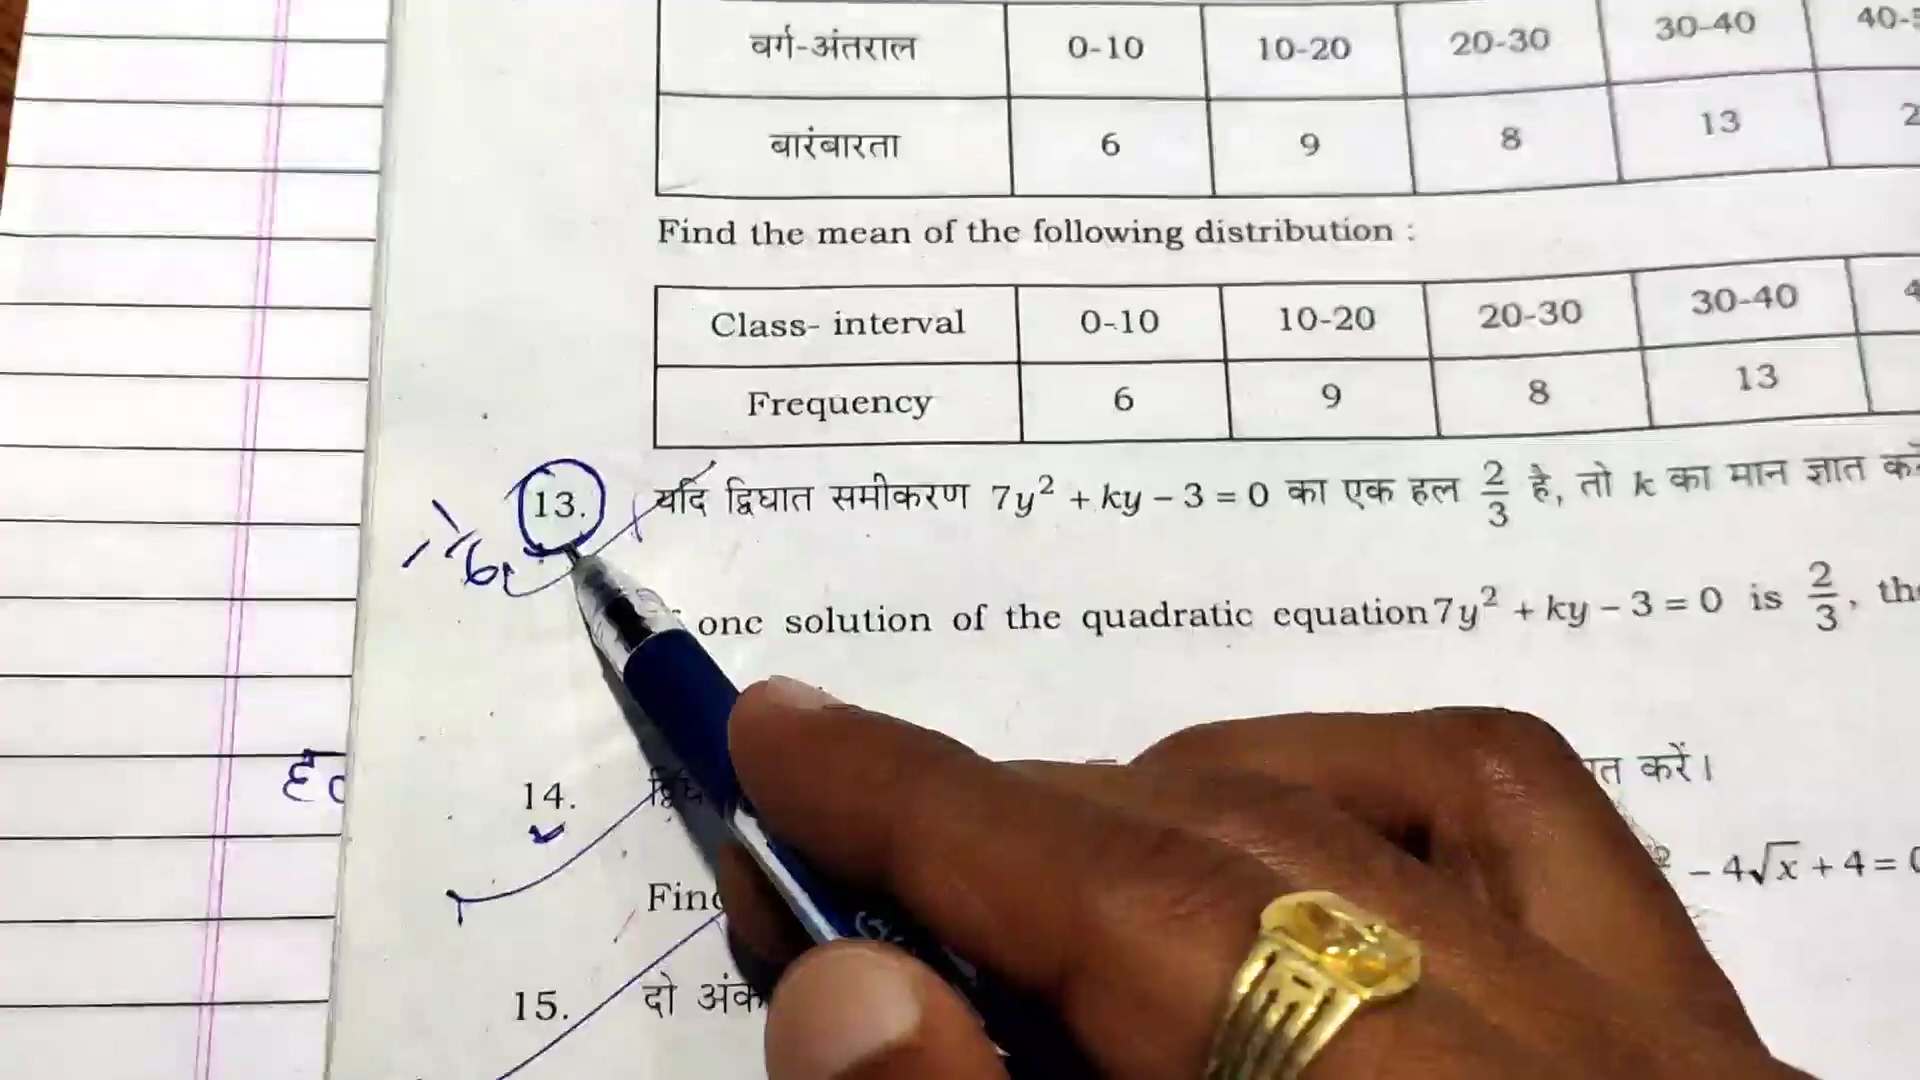 वर्ग-अंतराल 0-10 10-20 20-30 30-40
बारंबारता 6 9 8 13
Find the mean of the following distribution :
Class- interval 0-10 10-20 20-30 30-40
Frequency 6 9 8 13
13. यदि द्विघात समीकरण 7y² + ky − 3 = 0 का एक हल 2/3 है, तो k का मान ज्ञात
one solution of the quadratic equation 7y² + ky − 3 = 0 is 2/3,
14. करें।
− 4√x + 4 =
15. दो